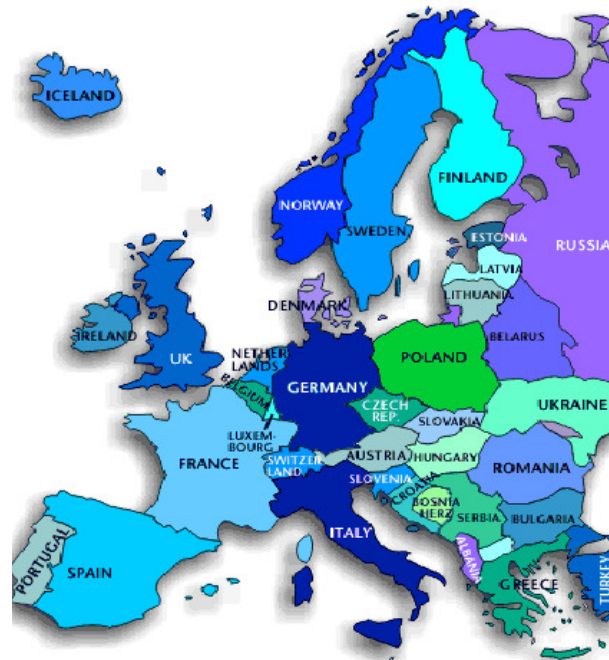 ICELAND
FINLAND
NORWAY
SWEDEN
ESTONIA
RUSSIA
LATVIA
LITHUANIA
DENMARK
IRELAND
UK
BELARUS
NETHER
LANDS
POLAND
GERMANY
BELGIUM
UKRAINE
CZECH
REP.
SLOVAKIA
LUXEM-
BOURG
FRANCE
AUSTRIA
HUNGARY
SWITZER
LAND
ROMANIA
SLOVENIA
CROATIA
BOSNIA
HERZ
SERBIA
BULGARIA
ITALY
PORTUGAL
SPAIN
ALBANIA
GREECE
TURKEY